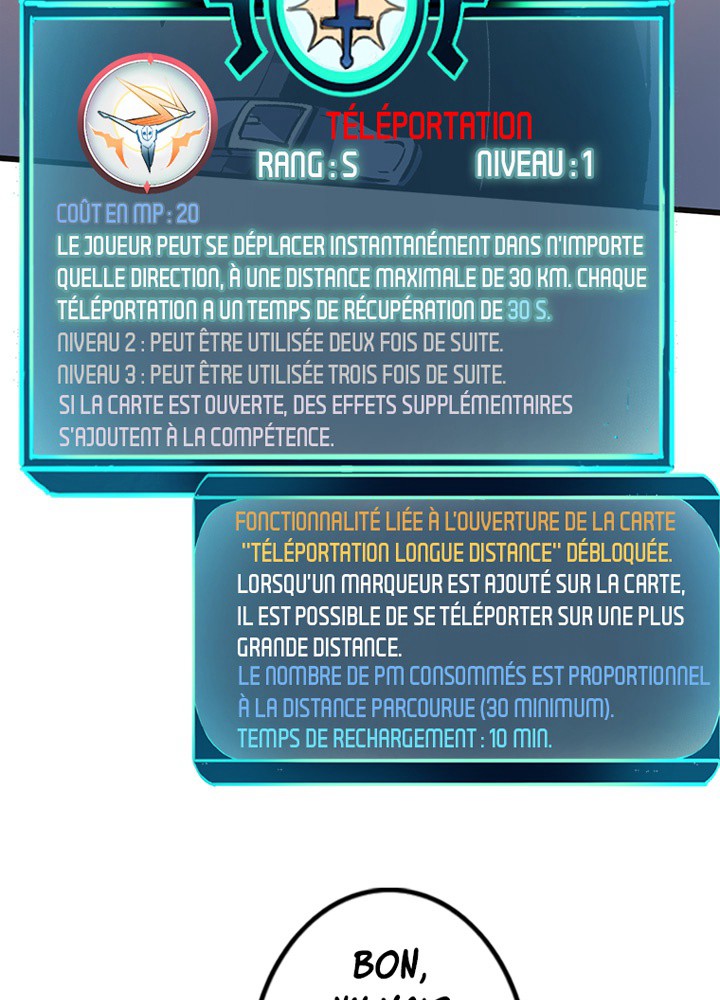 TÉLÉPORTATION
RANG : S NIVEAU : 1
COÛT EN MP : 20
LE JOUEUR PEUT SE DÉPLACER INSTANTANÉMENT DANS N'IMPORTE
QUELLE DIRECTION, À UNE DISTANCE MAXIMALE DE 30 KM. CHAQUE
TÉLÉPORTATION A UN TEMPS DE RÉCUPÉRATION DE 30 S.
NIVEAU 2 : PEUT ÊTRE UTILISÉE DEUX FOIS DE SUITE.
NIVEAU 3 : PEUT ÊTRE UTILISÉE TROIS FOIS DE SUITE.
SI LA CARTE EST OUVERTE, DES EFFETS SUPPLÉMENTAIRES
S'AJOUTENT À LA COMPÉTENCE.
FONCTIONNALITÉ LIÉE À L'OUVERTURE DE LA CARTE
"TÉLÉPORTATION LONGUE DISTANCE" DÉBLOQUÉE.
LORSQU'UN MARQUEUR EST AJOUTÉ SUR LA CARTE,
IL EST POSSIBLE DE SE TÉLÉPORTER SUR UNE PLUS
GRANDE DISTANCE.
LE NOMBRE DE PM CONSOMMÉS EST PROPORTIONNEL
À LA DISTANCE PARCOURUE (30 MINIMUM).
TEMPS DE RECHARGEMENT : 10 MIN.
BON,